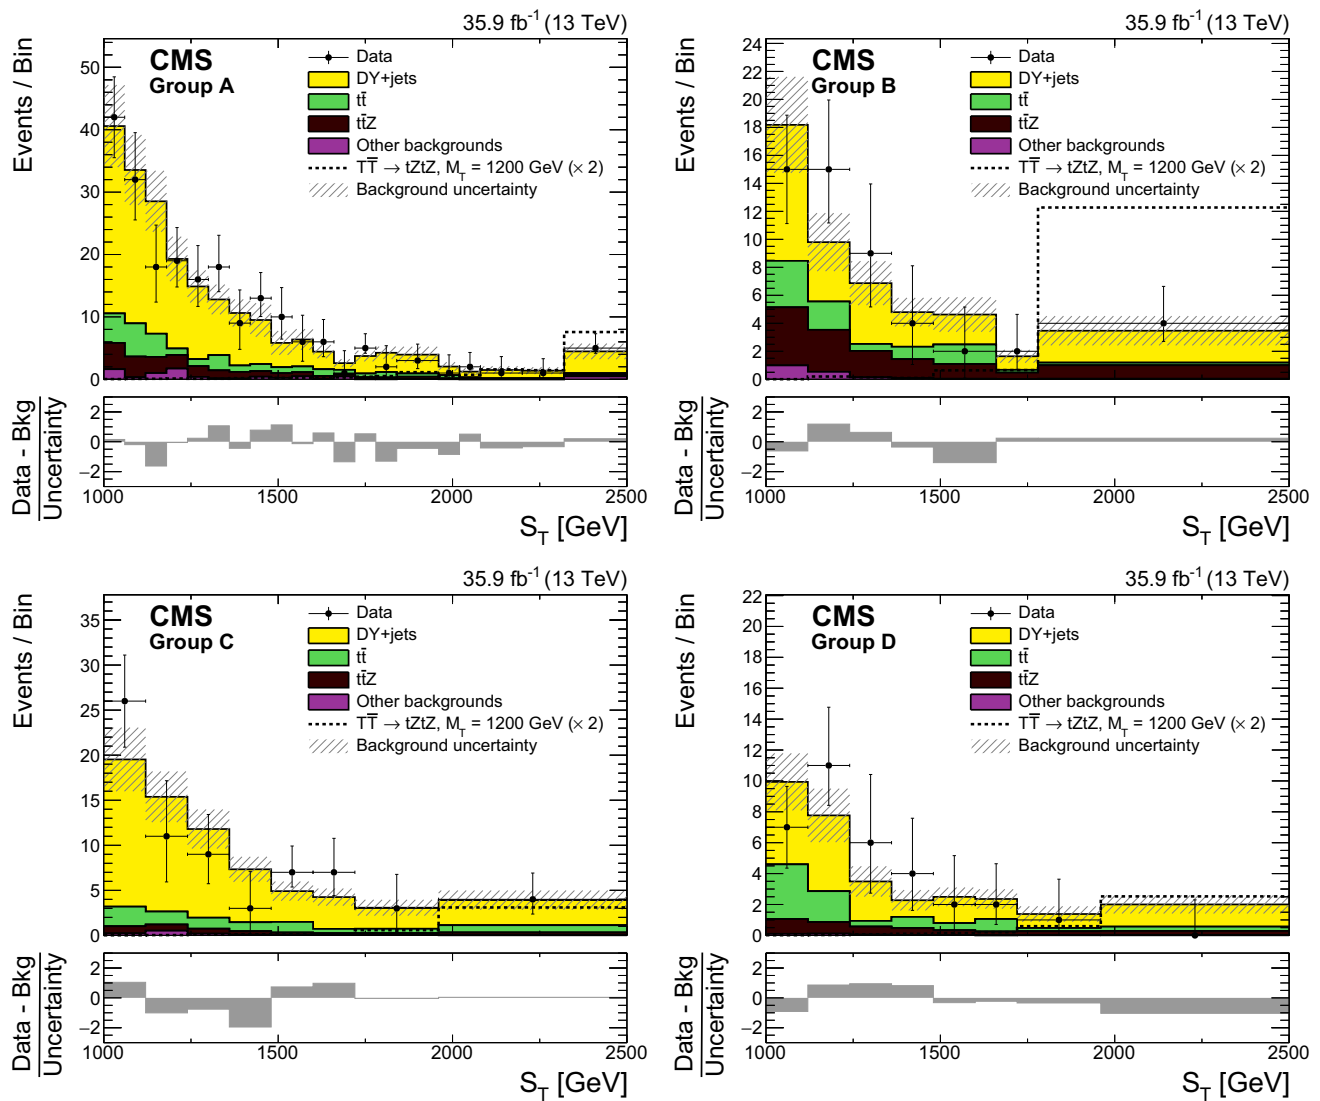 35.9 fb⁻¹ (13 TeV)
CMS
Group A
Data
DY+jets
tt̄
tt̄Z
Other backgrounds
TT̅ → tZtZ, M_T = 1200 GeV (× 2)
Background uncertainty
Events / Bin
50
40
30
20
10
0
Data - Bkg
Uncertainty
2
0
−2
1000 1500 2000 2500
S_T [GeV]
35.9 fb⁻¹ (13 TeV)
CMS
Group B
Data
DY+jets
tt̄
tt̄Z
Other backgrounds
TT̅ → tZtZ, M_T = 1200 GeV (× 2)
Background uncertainty
Events / Bin
24
22
20
18
16
14
12
10
8
6
4
2
0
Data - Bkg
Uncertainty
2
0
−2
1000 1500 2000 2500
S_T [GeV]
35.9 fb⁻¹ (13 TeV)
CMS
Group C
Data
DY+jets
tt̄
tt̄Z
Other backgrounds
TT̅ → tZtZ, M_T = 1200 GeV (× 2)
Background uncertainty
Events / Bin
35
30
25
20
15
10
5
0
Data - Bkg
Uncertainty
2
0
−2
1000 1500 2000 2500
S_T [GeV]
35.9 fb⁻¹ (13 TeV)
CMS
Group D
Data
DY+jets
tt̄
tt̄Z
Other backgrounds
TT̅ → tZtZ, M_T = 1200 GeV (× 2)
Background uncertainty
Events / Bin
22
20
18
16
14
12
10
8
6
4
2
0
Data - Bkg
Uncertainty
2
0
−2
1000 1500 2000 2500
S_T [GeV]